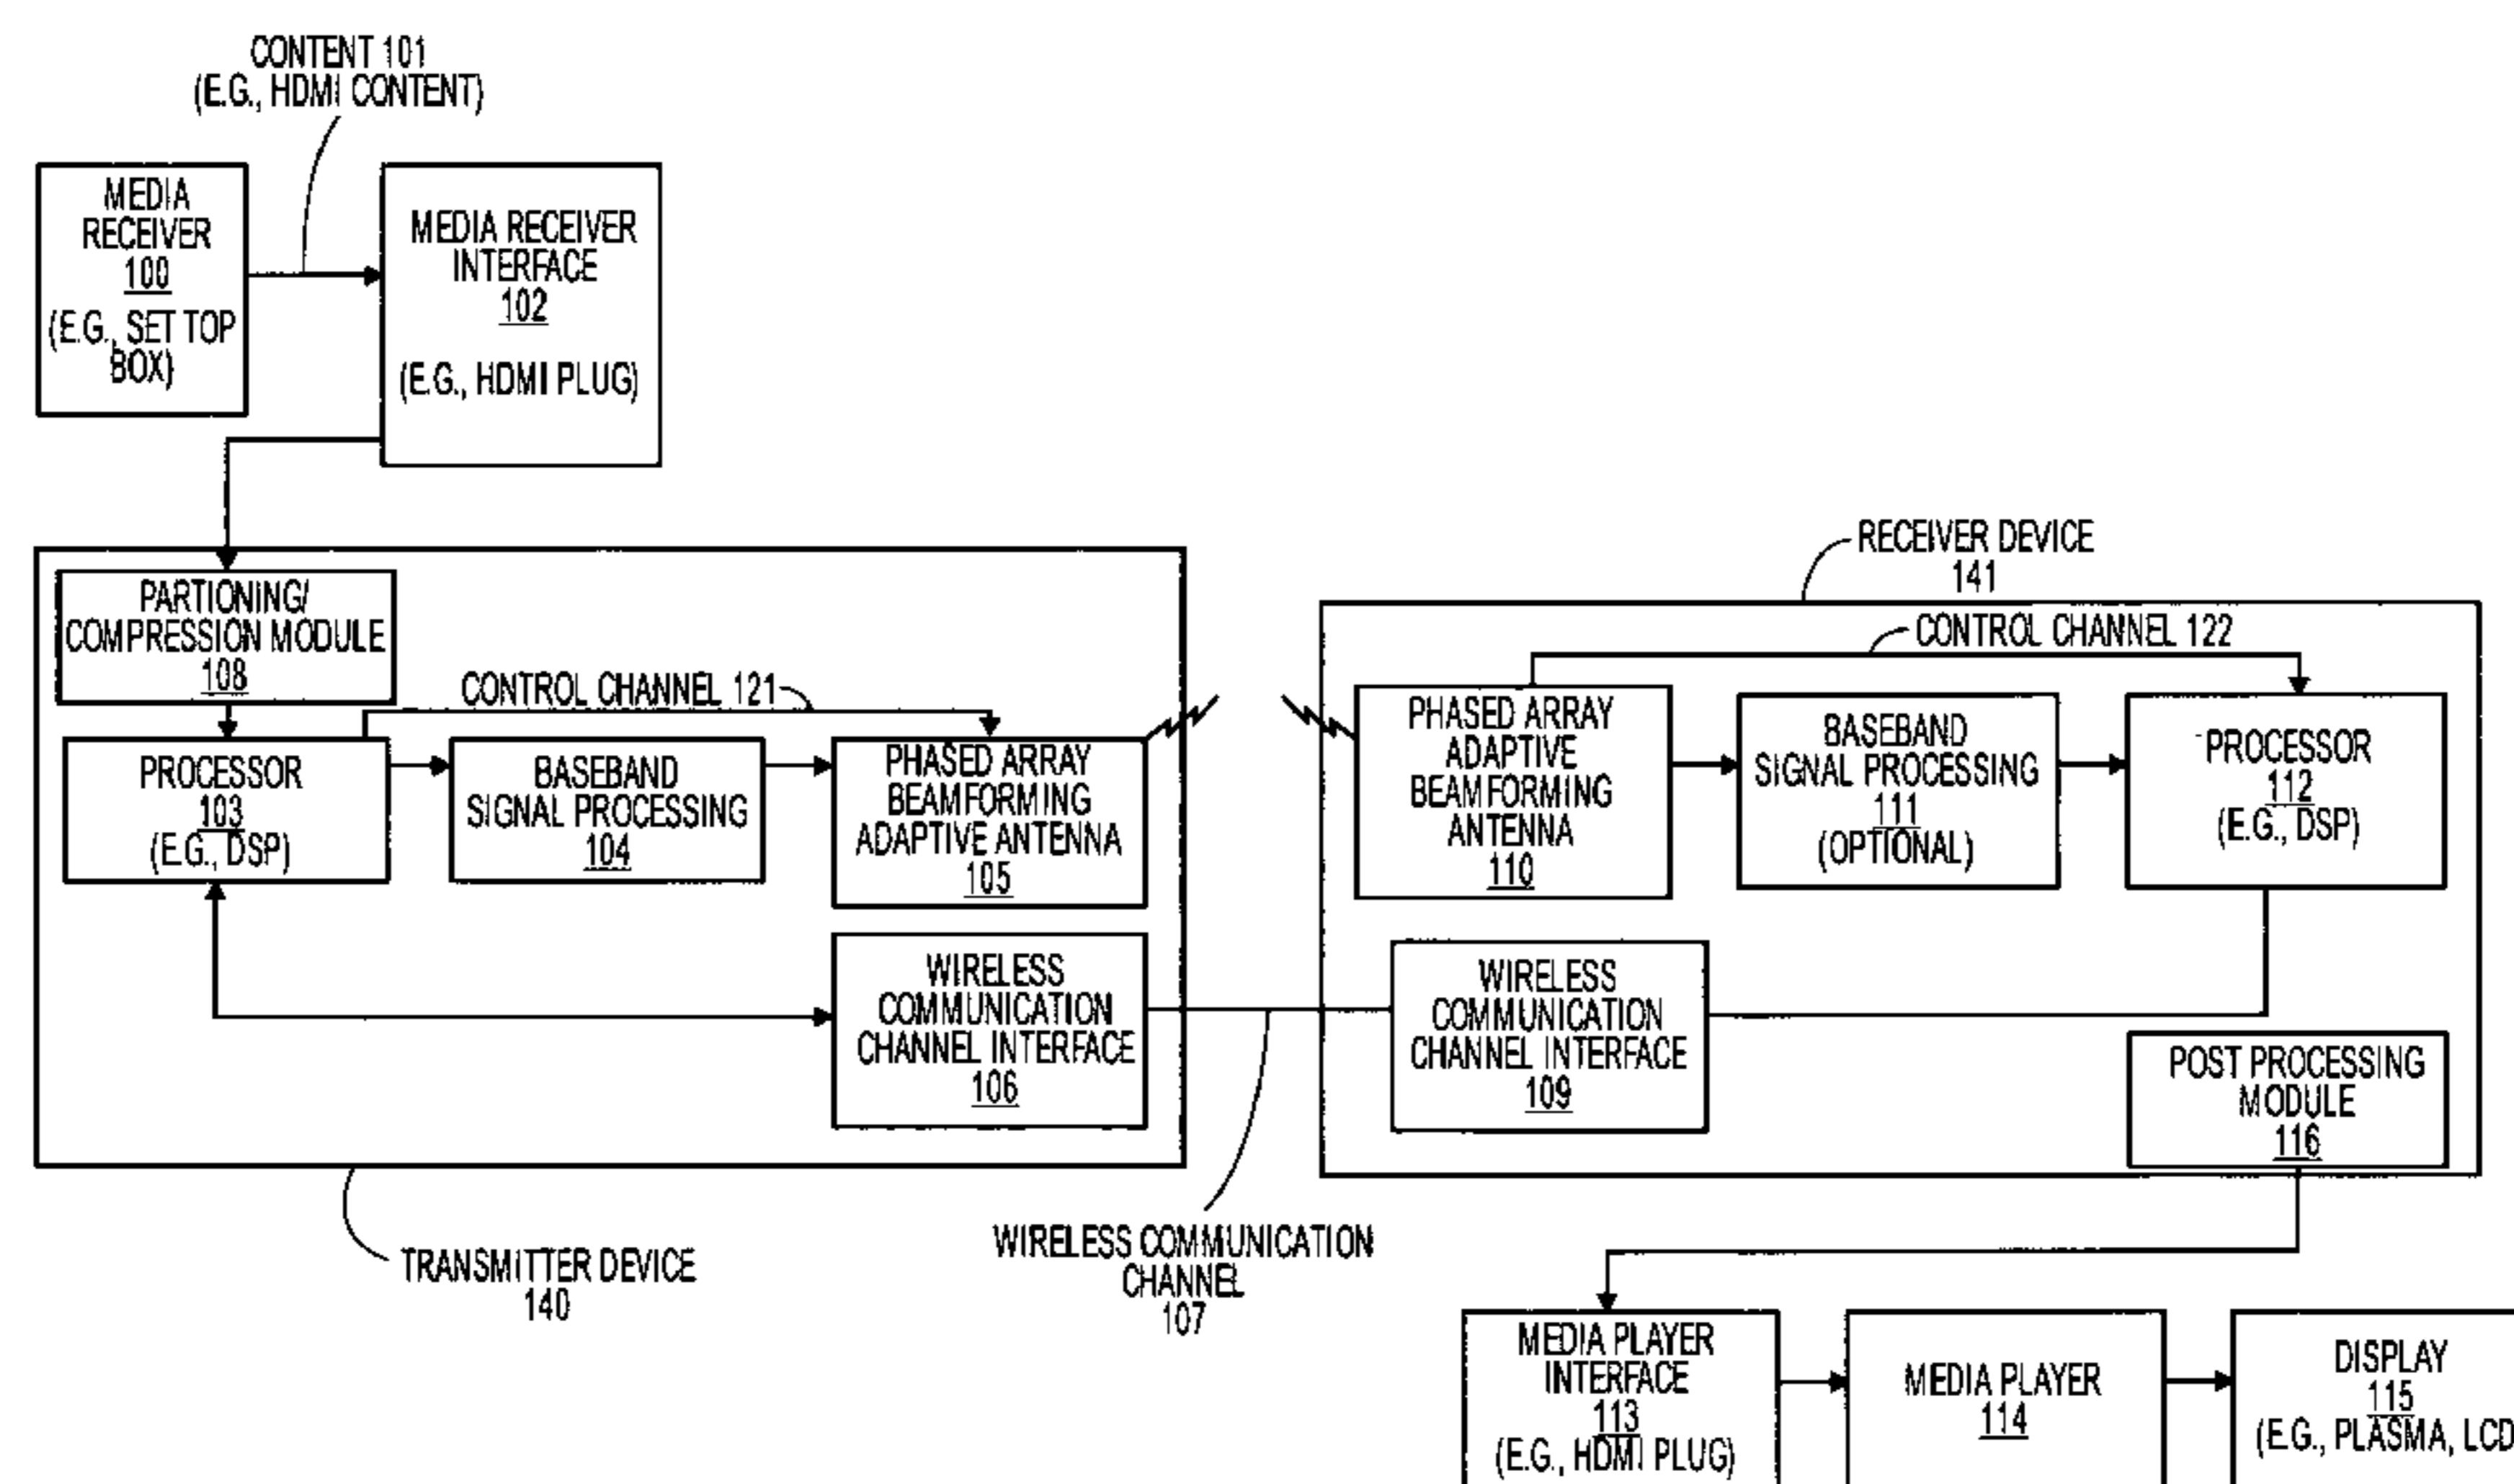 CONTENT 101
(E.G., HDMI CONTENT)
MEDIA
RECEIVER
100
(E.G., SET TOP
BOX)
MEDIA RECEIVER
INTERFACE
102
(E.G., HDMI PLUG)
PARTIONING/
COMPRESSION MODULE
108
CONTROL CHANNEL 121
PROCESSOR
103
(E.G., DSP)
BASEBAND
SIGNAL PROCESSING
104
PHASED ARRAY
BEAMFORMING
ADAPTIVE ANTENNA
105
WIRELESS
COMMUNICATION
CHANNEL INTERFACE
106
TRANSMITTER DEVICE
140
WIRELESS COMMUNICATION
CHANNEL
107
RECEIVER DEVICE
141
CONTROL CHANNEL 122
PHASED ARRAY
ADAPTIVE
BEAMFORMING
ANTENNA
110
BASEBAND
SIGNAL PROCESSING
111
(OPTIONAL)
PROCESSOR
112
(E.G., DSP)
WIRELESS
COMMUNICATION
CHANNEL INTERFACE
109
POST PROCESSING
MODULE
116
MEDIA PLAYER
INTERFACE
113
(E.G., HDMI PLUG)
MEDIA PLAYER
114
DISPLAY
115
(E.G., PLASMA, LCD